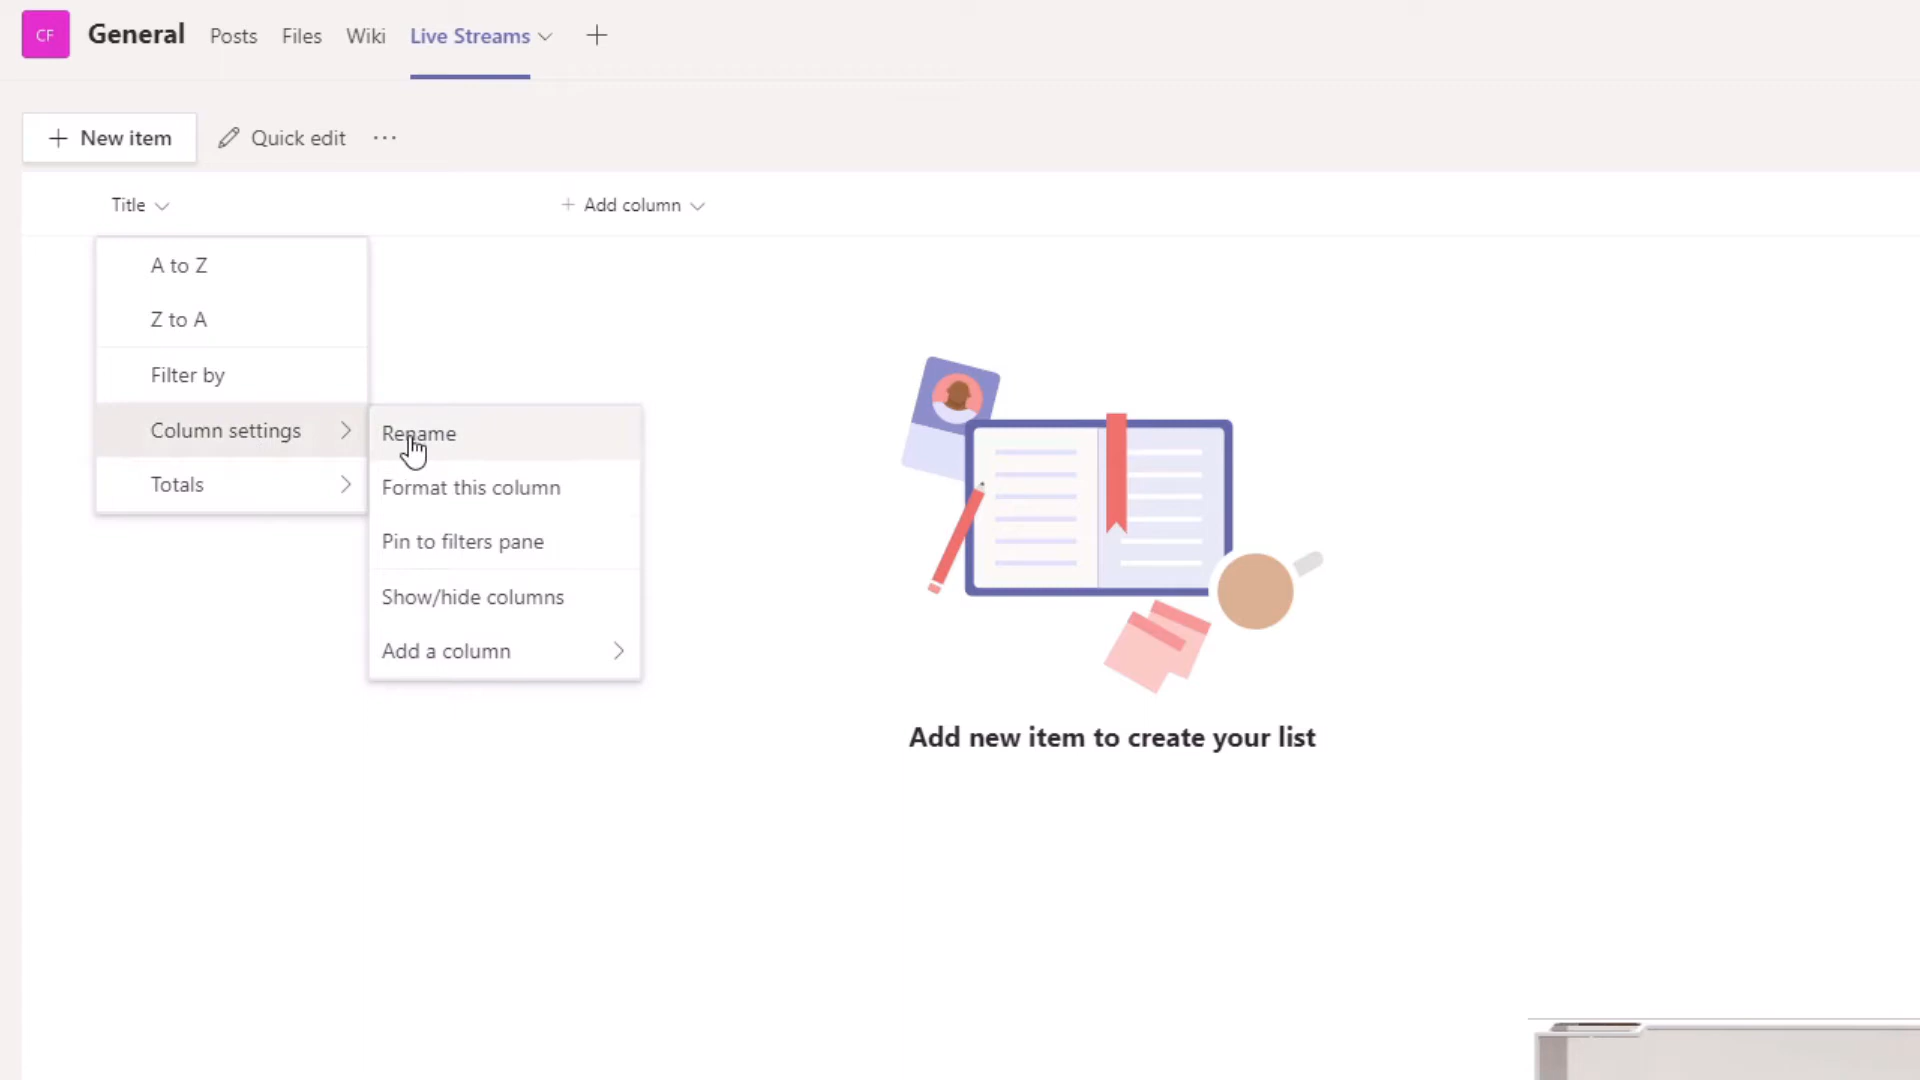 CF General Posts Files Wiki Live Streams
New item Quick edit ...
Title Add column
A to Z
Z to A
Filter by
Column settings
Totals
Rename
Format this column
Pin to filters pane
Show/hide columns
Add a column
Add new item to create your list